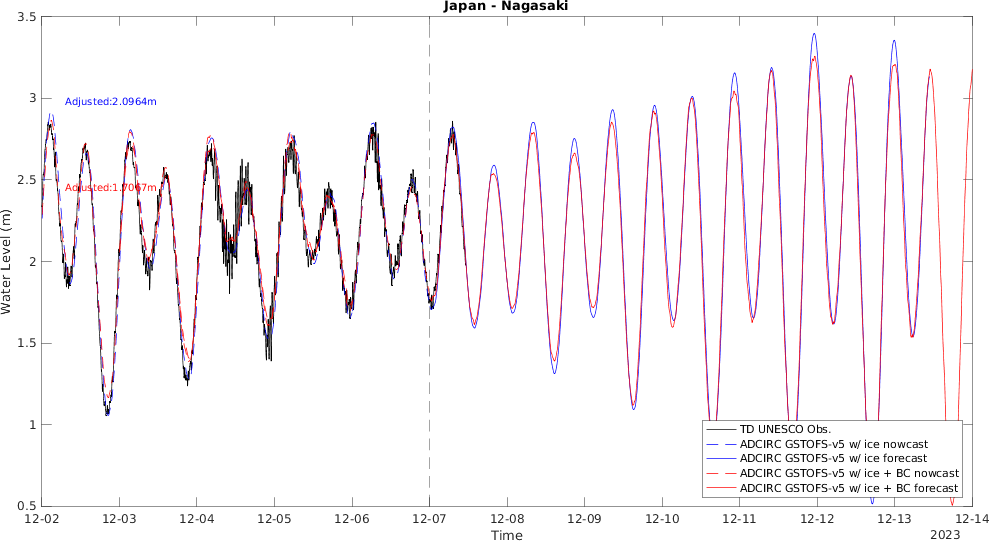 Japan - Nagasaki
3.5
3
2.5
2
1.5
1
0.5
Water Level (m)
Adjusted:2.0964m
Adjusted:1.7067m
TD UNESCO Obs.
ADCIRC GSTOFS-v5 w/ ice nowcast
ADCIRC GSTOFS-v5 w/ ice forecast
ADCIRC GSTOFS-v5 w/ ice + BC nowcast
ADCIRC GSTOFS-v5 w/ ice + BC forecast
12-02 12-03 12-04 12-05 12-06 12-07 12-08 12-09 12-10 12-11 12-12 12-13 12-14
Time
2023